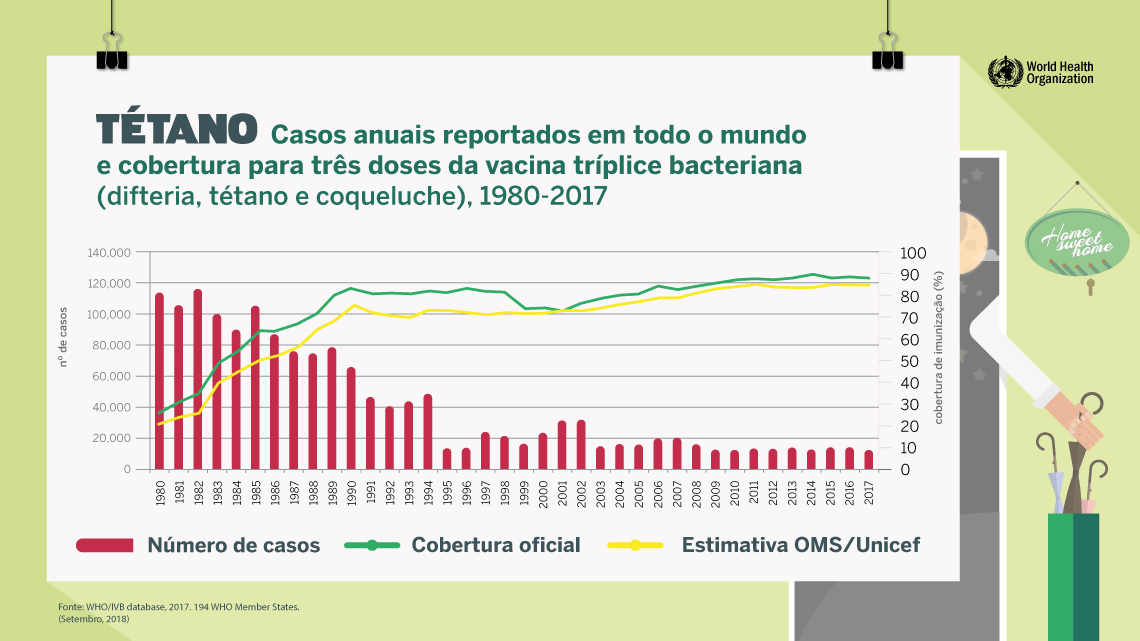 World Health
Organization
TÉTANO Casos anuais reportados em todo o mundo
e cobertura para três doses da vacina tríplice bacteriana
(difteria, tétano e coqueluche), 1980-2017
Home
sweet
home
nº de casos
140,000
120,000
100,000
80,000
60,000
40,000
20,000
0
100
90
80
70
60
50
40
30
20
10
0
cobertura de imunização (%)
1980 1981 1982 1983 1984 1985 1986 1987 1988 1989 1990 1991 1992 1993 1994 1995 1996 1997 1998 1999 2000 2001 2002 2003 2004 2005 2006 2007 2008 2009 2010 2011 2012 2013 2014 2015 2016 2017
Número de casos Cobertura oficial Estimativa OMS/Unicef
Fonte: WHO/IVB database, 2017. 194 WHO Member States.
(Setembro, 2018)